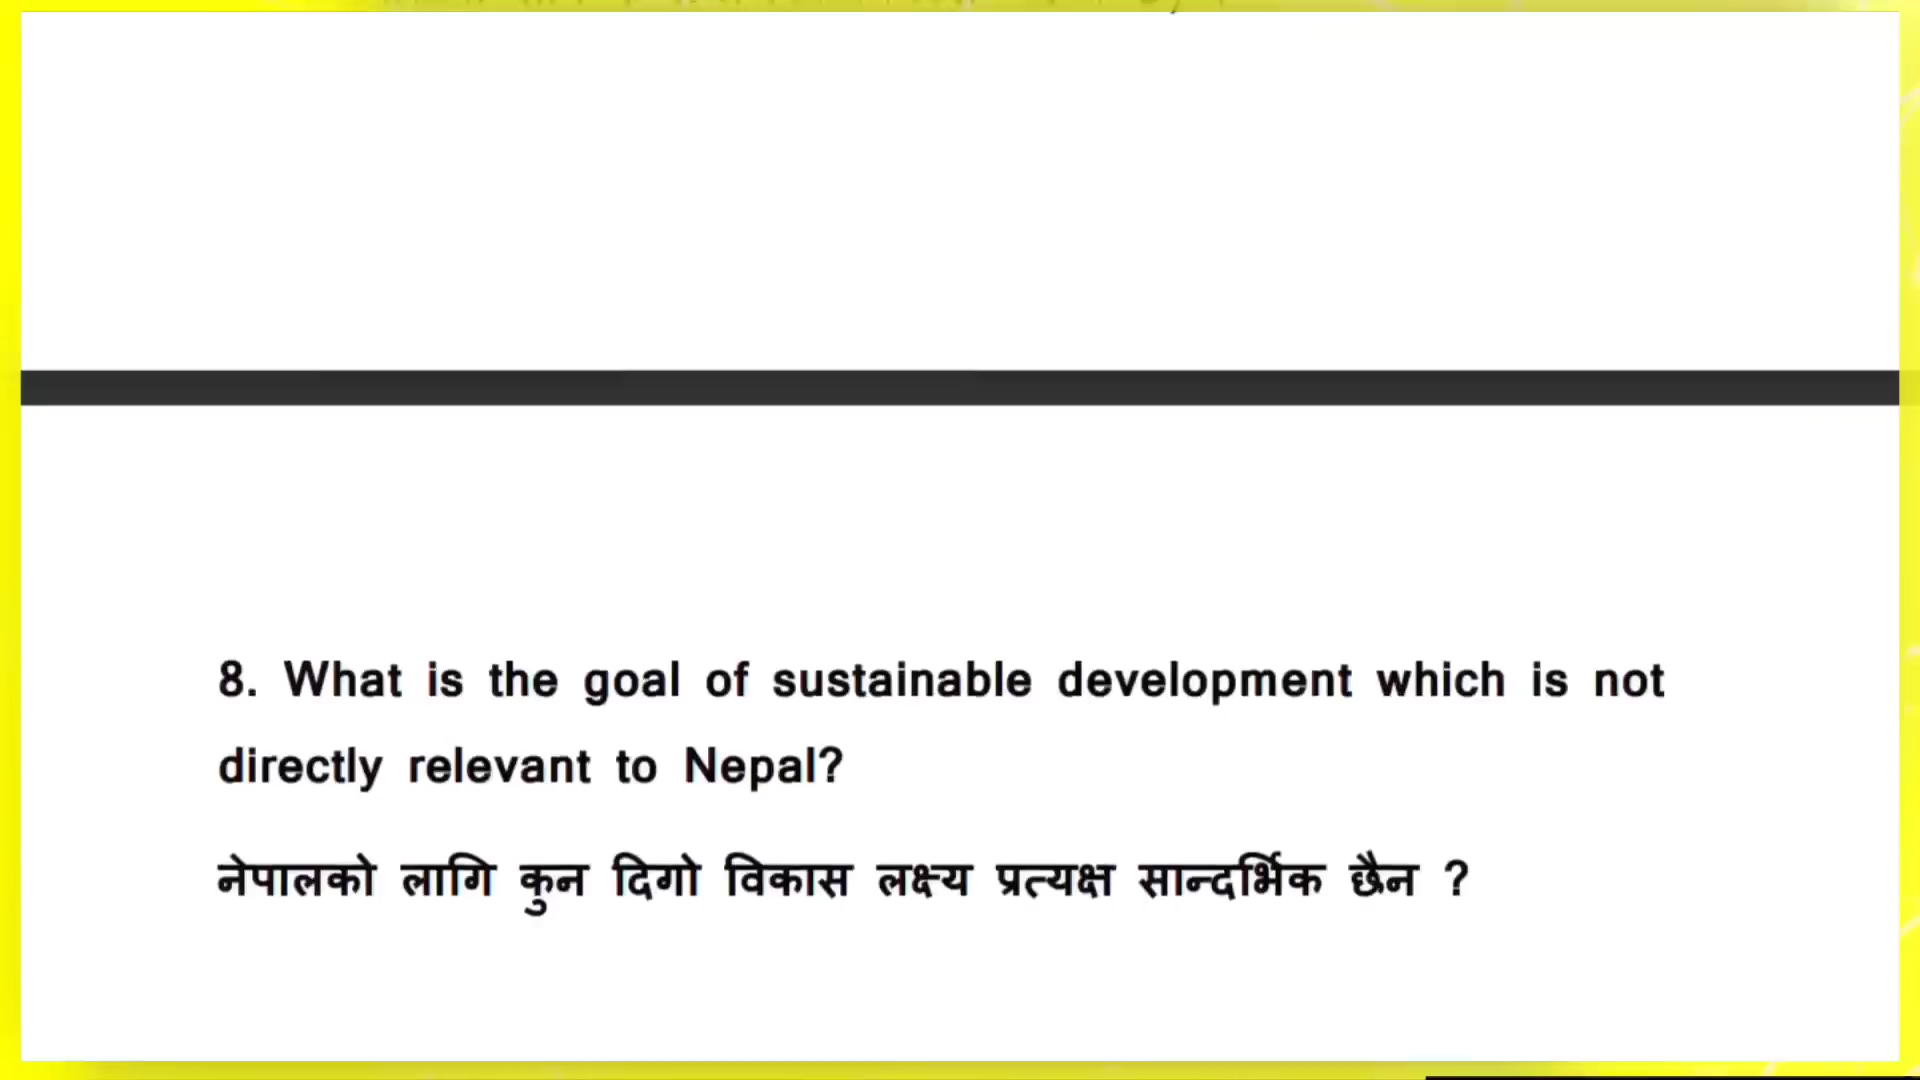 8. What is the goal of sustainable development which is not
directly relevant to Nepal?
नेपालको लागि कुन दिगो विकास लक्ष्य प्रत्यक्ष सान्दर्भिक छैन ?